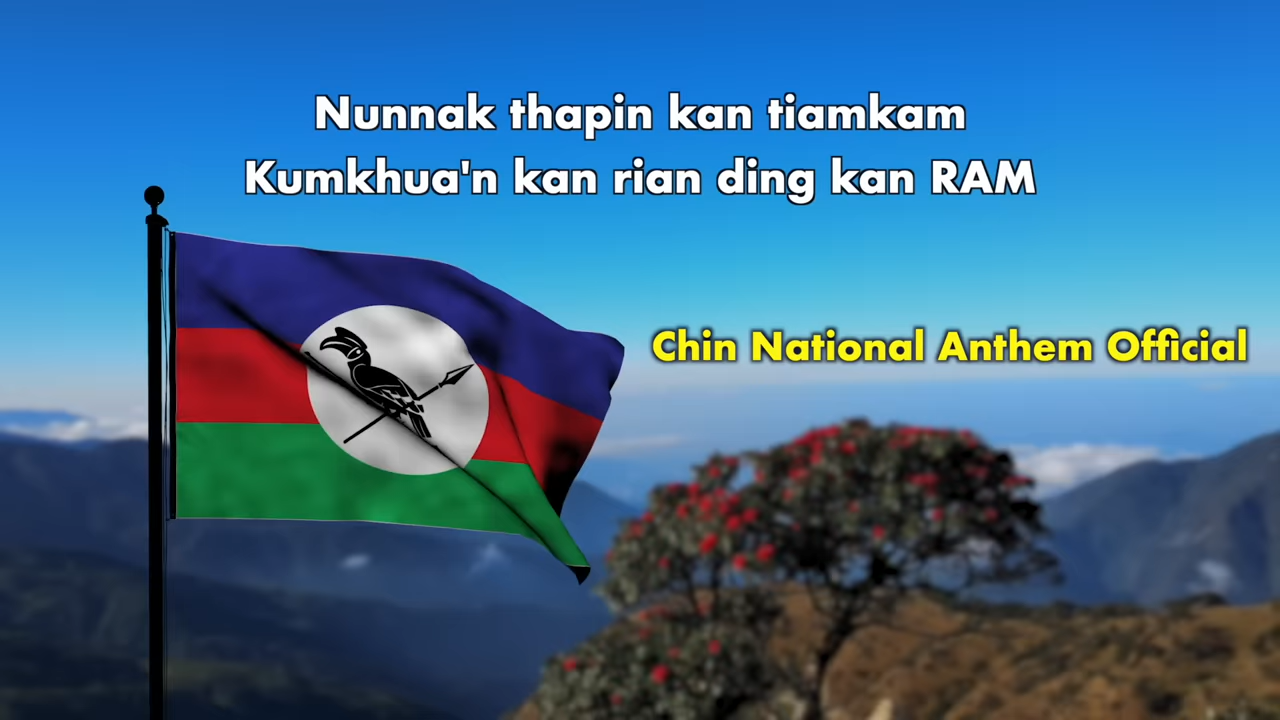 Nunnak thapin kan tiamkam
Kumkhua'n kan rian ding kan RAM
Chin National Anthem Official